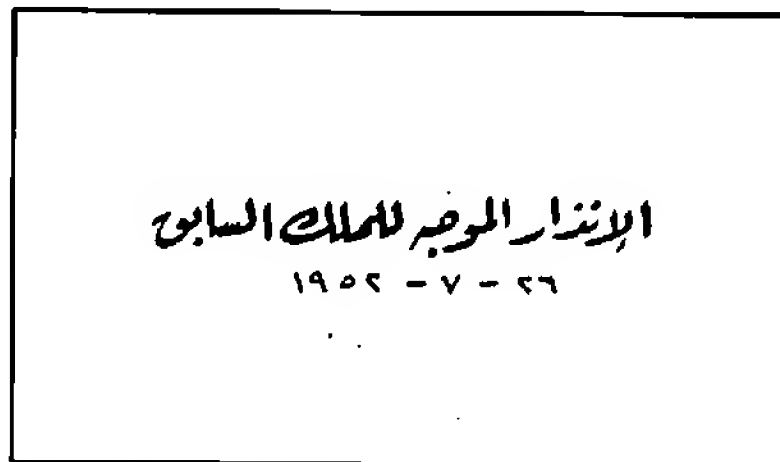 الإنذار الموجه للملك السابق
٢٦ - ٧ - ١٩٥٢